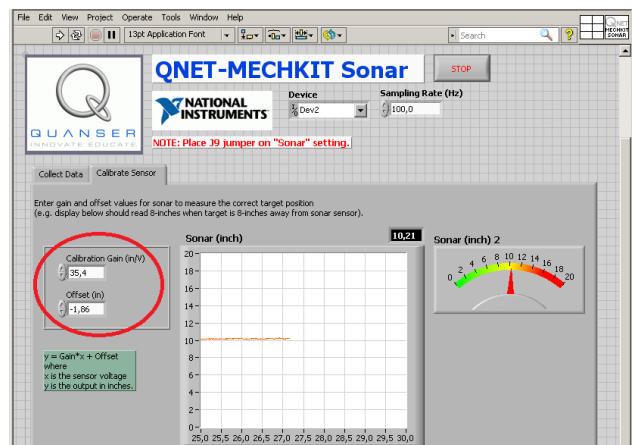 File Edit View Project Operate Tools Window Help
13pt Application Font
Search
QNET
MECHKIT
SONAR
QNET-MECHKIT Sonar
STOP
QUANSER
INNOVATE EDUCATE
NATIONAL
INSTRUMENTS
Device
Dev2
Sampling Rate (Hz)
100,0
NOTE: Place J9 jumper on "Sonar" setting.
Collect Data Calibrate Sensor
Enter gain and offset values for sonar to measure the correct target position
(e.g. display below should read 8-inches when target is 8-inches away from sonar sensor).
Calibration Gain (in/V)
35,4
Offset (in)
-1,86
y = Gain*x + Offset
where
x is the sensor voltage
y is the output in inches.
Sonar (inch)
10,21
20
18
16
14
12
10
8
6
4
2
0
25,0 25,5 26,0 26,5 27,0 27,5 28,0 28,5 29,0 29,5 30,0
Sonar (inch) 2
0 2 4 6 8 10 12 14 16 18 20